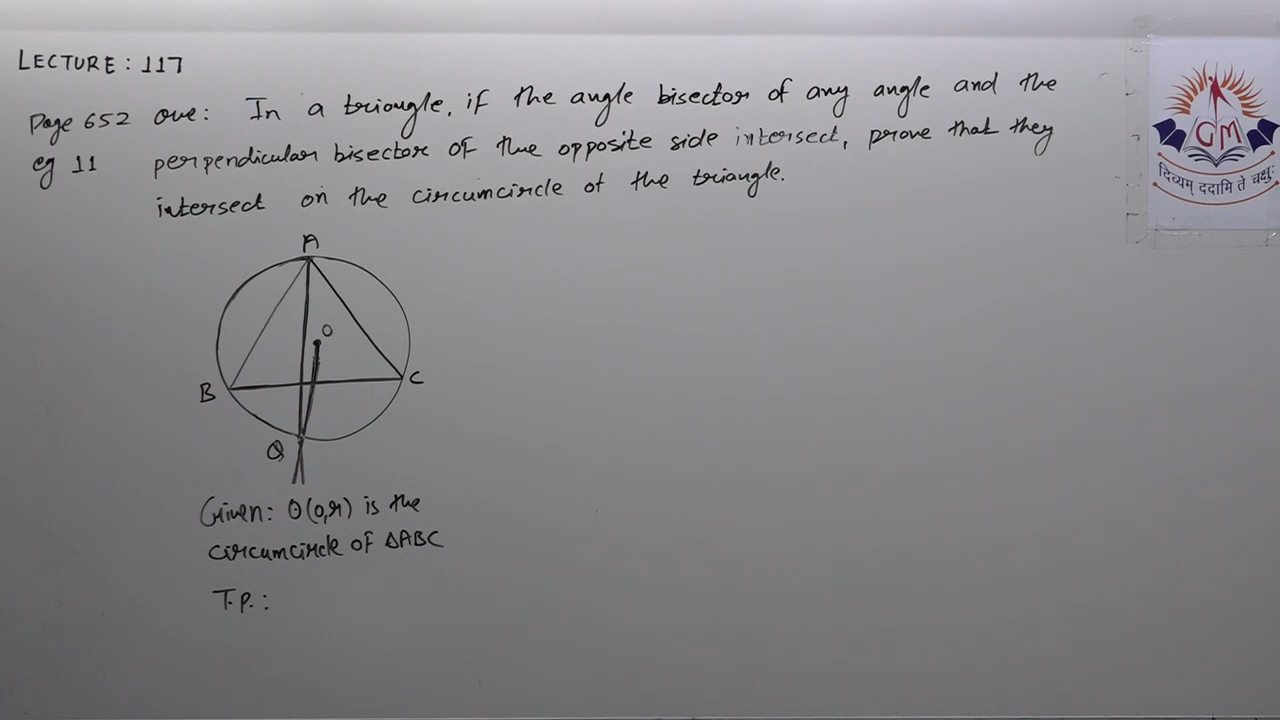 LECTURE : 117
Page 652 Que: In a triangle, if the angle bisector of any angle and the
eg 11 perpendicular bisector of the opposite side intersect, prove that they
intersect on the circumcircle of the triangle.
GM
दिव्यम् ददामि ते चक्षुः
A
O
B
C
Q
Given: O(O,r) is the
circumcircle of ΔABC
T.P. :